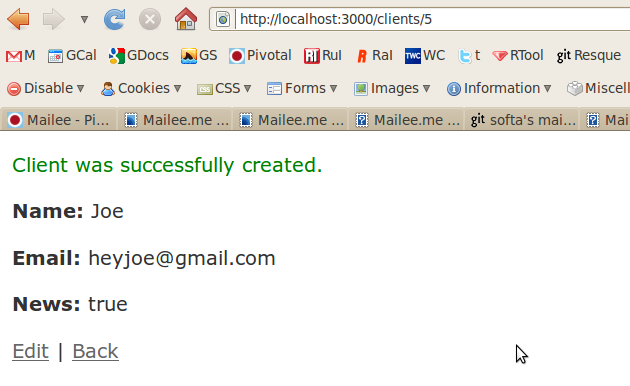 http://localhost:3000/clients/5
M GCal GDocs GS Pivotal RuI RaI TWC WC t RTool git Resque
Disable Cookies CSS Forms Images Information Miscell
Mailee - Pi... Mailee.me ... Mailee.me ... Mailee.me ... git softa's mai... Mai
Client was successfully created.
Name: Joe
Email: heyjoe@gmail.com
News: true
Edit | Back